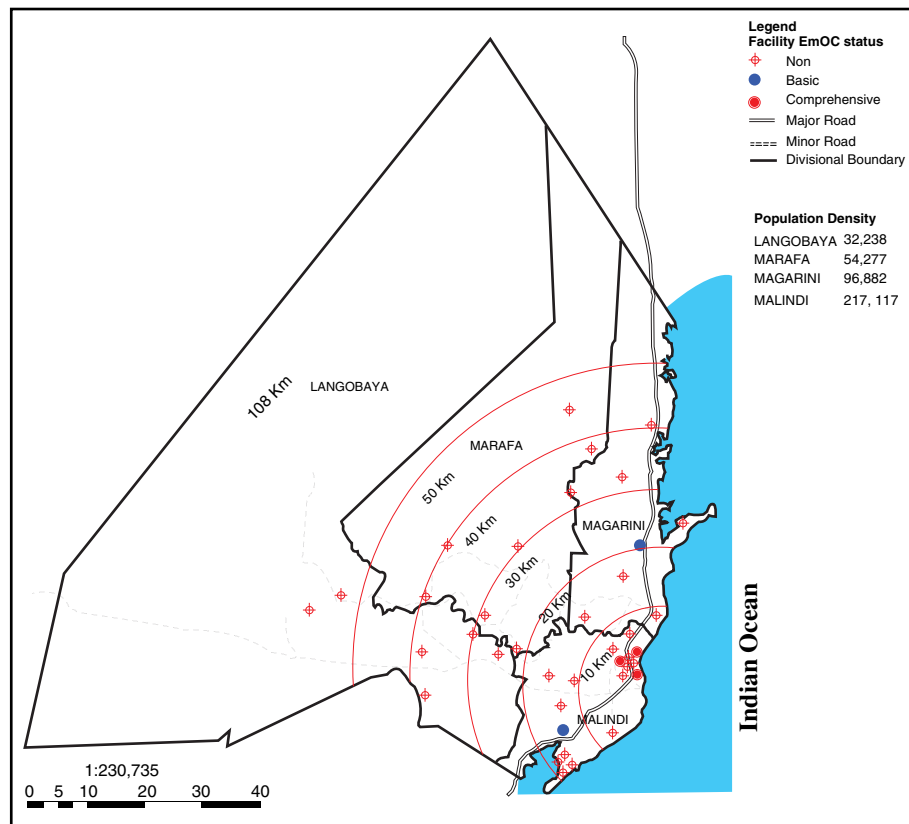 Legend
Facility EmOC status
Non
Basic
Comprehensive
Major Road
Minor Road
Divisional Boundary
Population Density
LANGOBAYA 32,238
MARAFA 54,277
MAGARINI 96,882
MALINDI 217, 117
108 Km
LANGOBAYA
MARAFA
50 Km
40 Km
MAGARINI
30 Km
20 Km
10 Km
MALINDI
Indian Ocean
1:230,735
0 5 10 20 30 40